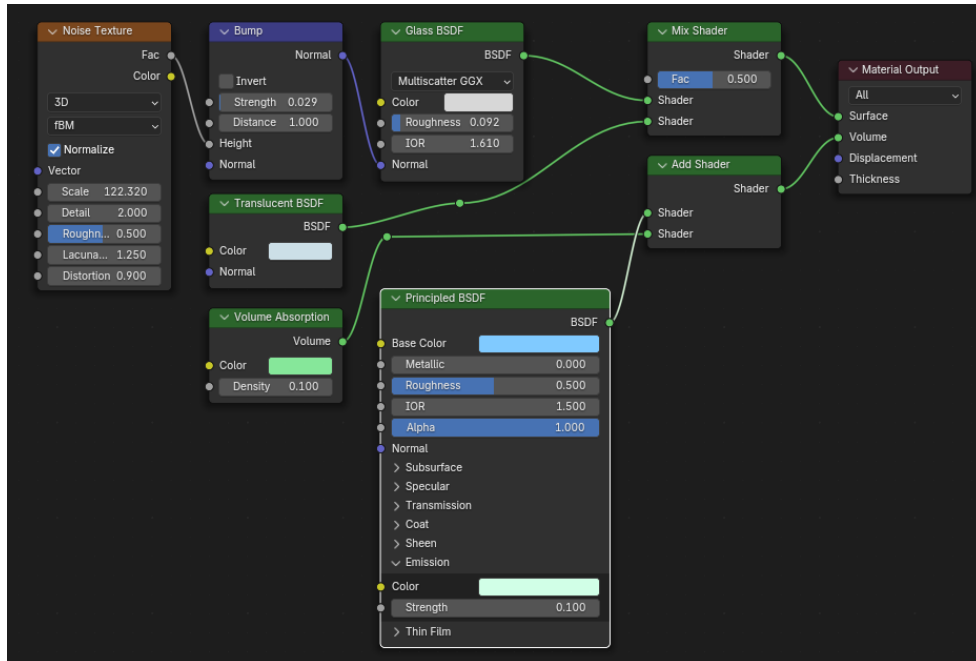 Noise Texture
Fac
Color
3D
fBM
Normalize
Vector
Scale 122.320
Detail 2.000
Roughn... 0.500
Lacuna... 1.250
Distortion 0.900
Bump
Normal
Invert
Strength 0.029
Distance 1.000
Height
Normal
Translucent BSDF
BSDF
Color
Normal
Volume Absorption
Volume
Color
Density 0.100
Glass BSDF
BSDF
Multiscatter GGX
Color
Roughness 0.092
IOR 1.610
Normal
Principled BSDF
BSDF
Base Color
Metallic 0.000
Roughness 0.500
IOR 1.500
Alpha 1.000
Normal
Subsurface
Specular
Transmission
Coat
Sheen
Emission
Color
Strength 0.100
Thin Film
Mix Shader
Shader
Fac 0.500
Shader
Shader
Add Shader
Shader
Shader
Shader
Material Output
All
Surface
Volume
Displacement
Thickness